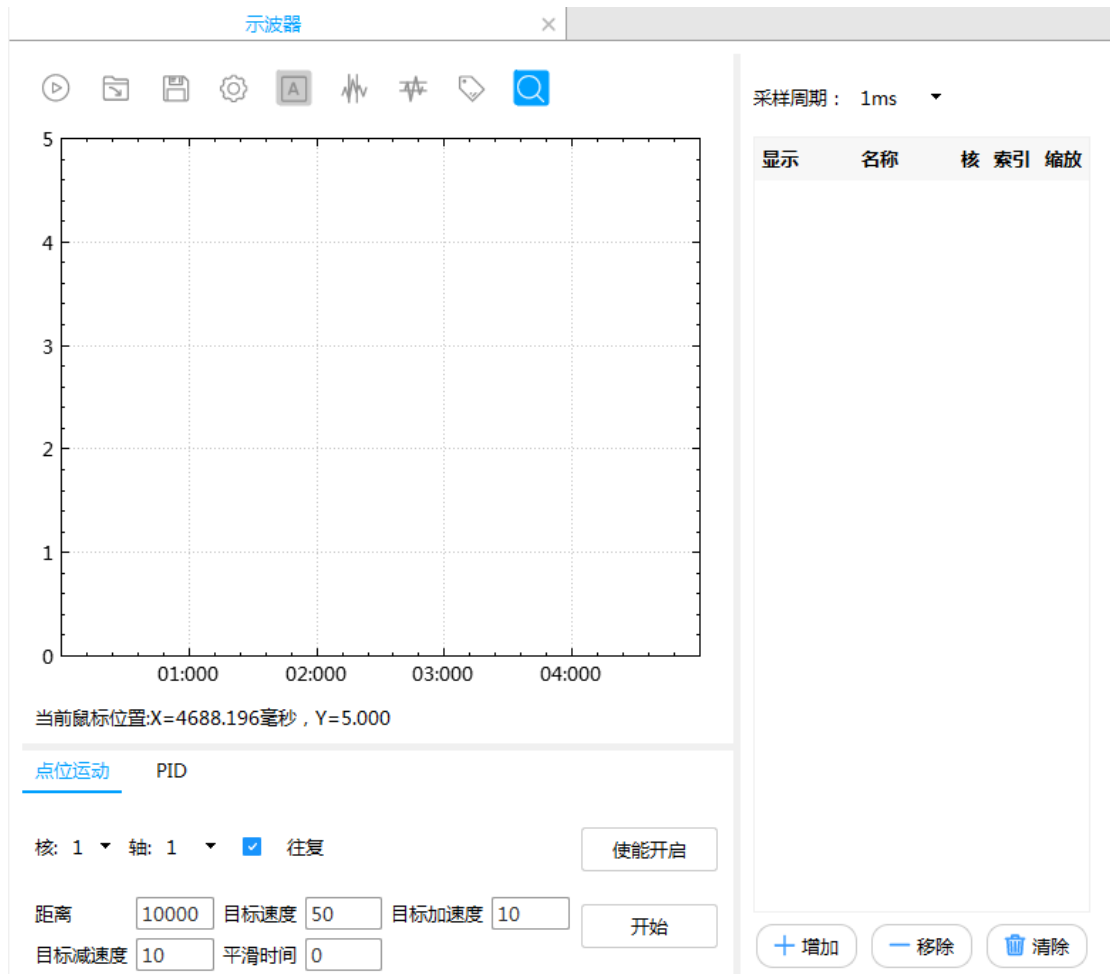 示波器
A
采样周期： 1ms
显示 名称 核 索引 缩放
5
4
3
2
1
0
01:000 02:000 03:000 04:000
当前鼠标位置:X=4688.196毫秒，Y=5.000
点位运动 PID
核: 1 轴: 1 往复 使能开启
距离 10000 目标速度 50 目标加速度 10 开始
目标减速度 10 平滑时间 0
增加 移除 清除